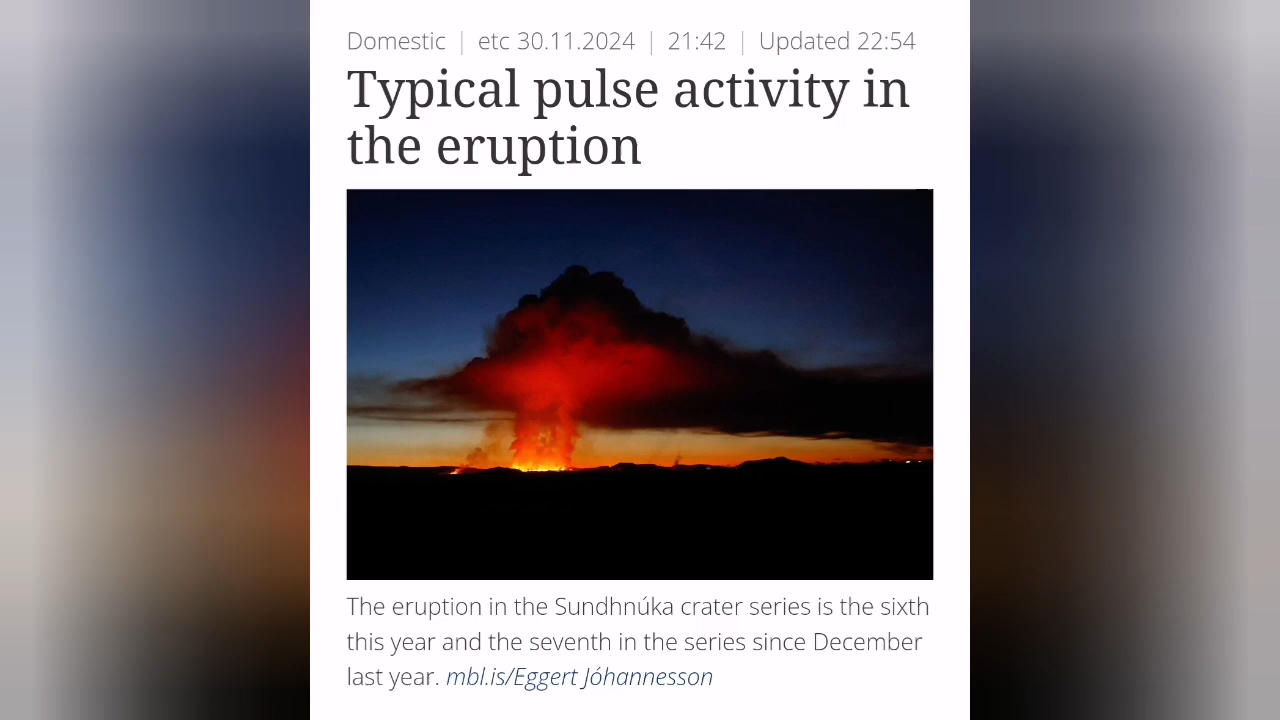 Domestic | etc 30.11.2024 | 21:42 | Updated 22:54
Typical pulse activity in
the eruption
The eruption in the Sundhnúka crater series is the sixth
this year and the seventh in the series since December
last year. mbl.is/Eggert Jóhannesson